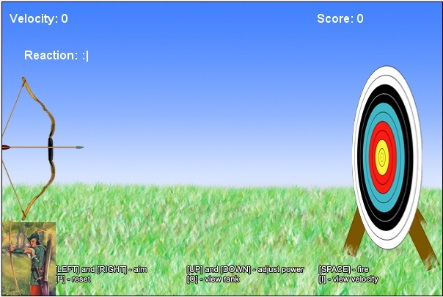 Velocity: 0
Score: 0
Reaction: :|
[LEFT] and [RIGHT] - aim
[UP] and [DOWN] - adjust power
[SPACE] - fire
[E] - reset
[O] - view rank
[I] - view velocity